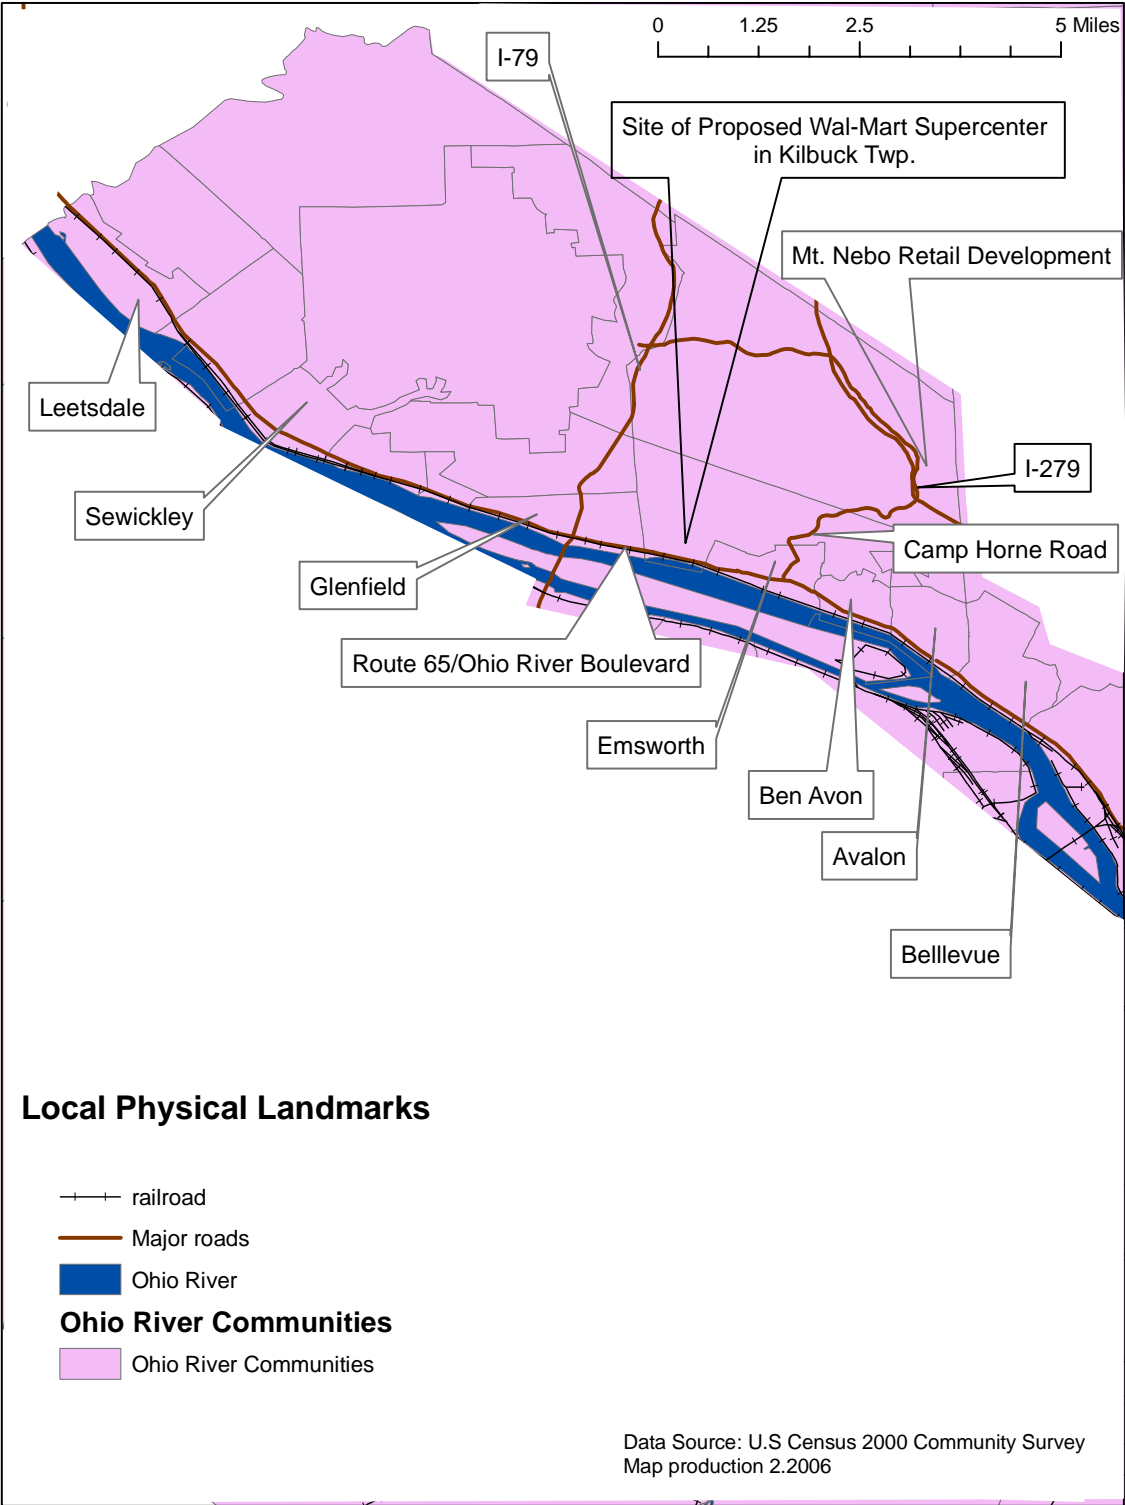 0 1.25 2.5 5 Miles
I-79
Site of Proposed Wal-Mart Supercenter
in Kilbuck Twp.
Mt. Nebo Retail Development
Leetsdale
I-279
Sewickley
Camp Horne Road
Glenfield
Route 65/Ohio River Boulevard
Emsworth
Ben Avon
Avalon
Belllevue
Local Physical Landmarks
railroad
Major roads
Ohio River
Ohio River Communities
Ohio River Communities
Data Source: U.S Census 2000 Community Survey
Map production 2.2006